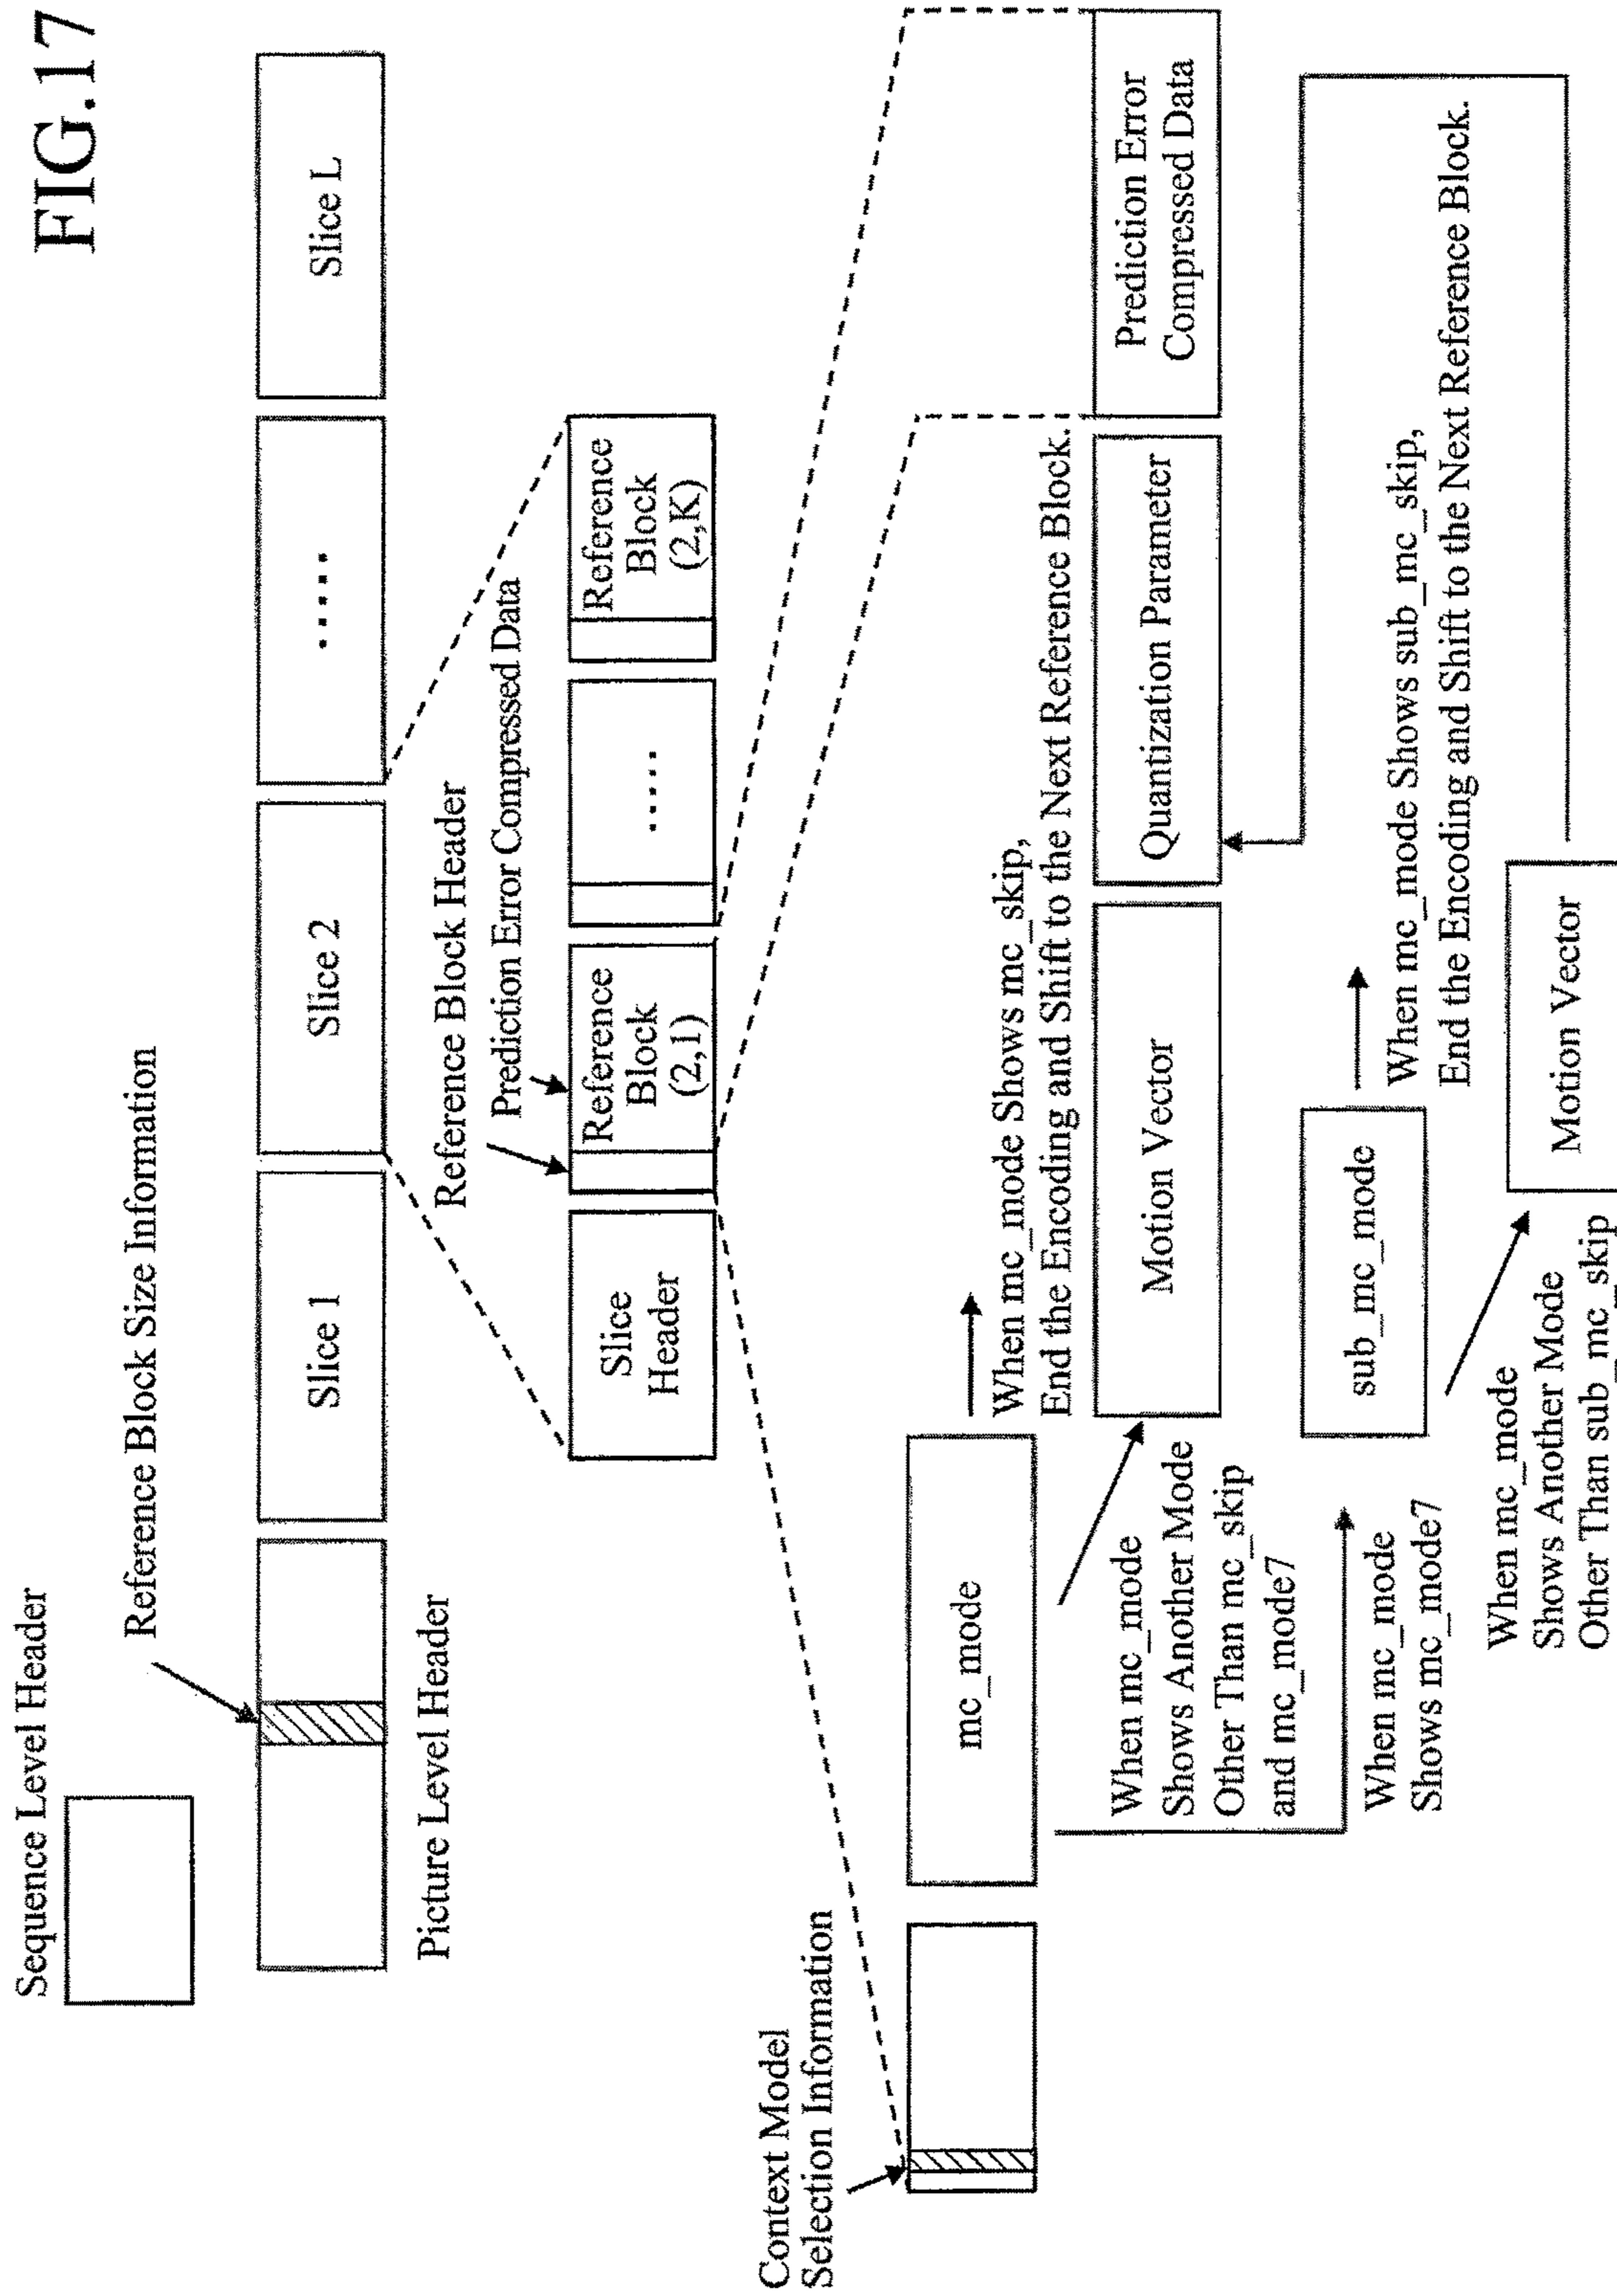 FIG.17
Sequence Level Header
Reference Block Size Information
Picture Level Header
Slice 1
Slice 2
.....
Slice L
Reference Block Header
Prediction Error Compressed Data
Slice
Header
Reference
Block
(2,1)
.....
Reference
Block
(2,K)
Context Model
Selection Information
mc_mode
When mc_mode Shows mc_skip,
End the Encoding and Shift to the Next Reference Block.
When mc_mode
Shows Another Mode
Other Than mc_skip
and mc_mode7
Motion Vector
Quantization Parameter
Prediction Error
Compressed Data
When mc_mode
Shows mc_mode7
sub_mc_mode
When mc_mode Shows sub_mc_skip,
End the Encoding and Shift to the Next Reference Block.
When mc_mode
Shows Another Mode
Other Than sub_mc_skip
Motion Vector